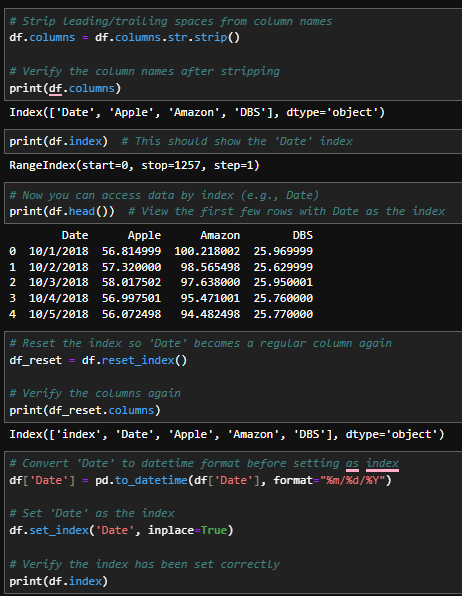 # Strip leading/trailing spaces from column names
df.columns = df.columns.str.strip()
# Verify the column names after stripping
print(df.columns)
Index(['Date', 'Apple', 'Amazon', 'DBS'], dtype='object')
print(df.index)  # This should show the 'Date' index
RangeIndex(start=0, stop=1257, step=1)
# Now you can access data by index (e.g., Date)
print(df.head())  # View the first few rows with Date as the index
        Date      Apple      Amazon        DBS
0  10/1/2018  56.814999  100.218002  25.969999
1  10/2/2018  57.320000   98.565498  25.629999
2  10/3/2018  58.017502   97.638000  25.950001
3  10/4/2018  56.997501   95.471001  25.760000
4  10/5/2018  56.072498   94.482498  25.770000
# Reset the index so 'Date' becomes a regular column again
df_reset = df.reset_index()
# Verify the columns again
print(df_reset.columns)
Index(['index', 'Date', 'Apple', 'Amazon', 'DBS'], dtype='object')
# Convert 'Date' to datetime format before setting as index
df['Date'] = pd.to_datetime(df['Date'], format="%m/%d/%Y")
# Set 'Date' as the index
df.set_index('Date', inplace=True)
# Verify the index has been set correctly
print(df.index)